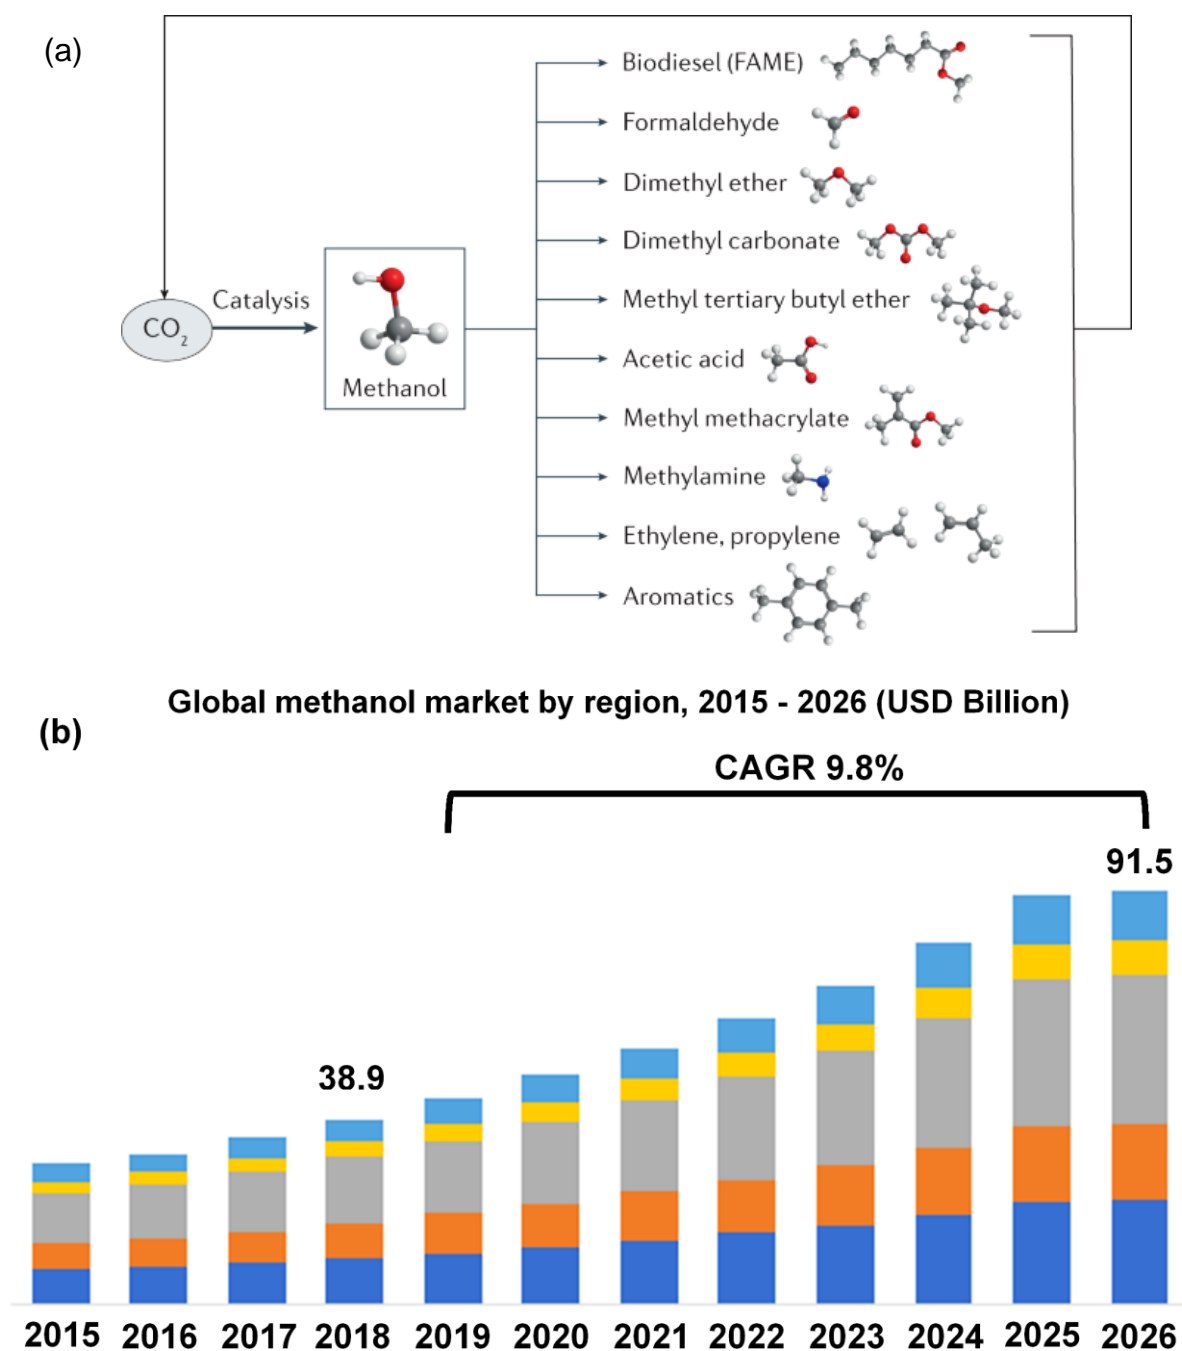 (a)
Biodiesel (FAME)
Formaldehyde
Dimethyl ether
Dimethyl carbonate
Methyl tertiary butyl ether
Acetic acid
Methyl methacrylate
Methylamine
Ethylene, propylene
Aromatics
CO₂
Catalysis
Methanol
Global methanol market by region, 2015 - 2026 (USD Billion)
(b)
CAGR 9.8%
91.5
38.9
2015 2016 2017 2018 2019 2020 2021 2022 2023 2024 2025 2026